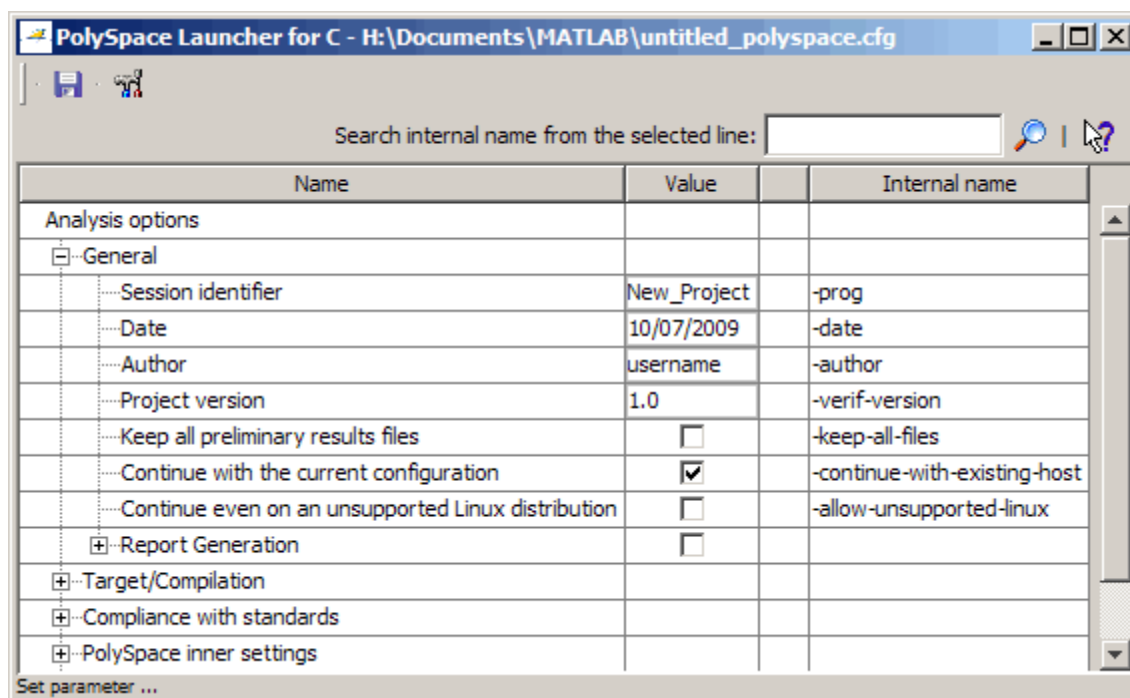 PolySpace Launcher for C - H:\Documents\MATLAB\untitled_polyspace.cfg
Search internal name from the selected line:
Name Value Internal name
Analysis options
General
Session identifier New_Project -prog
Date 10/07/2009 -date
Author username -author
Project version 1.0 -verif-version
Keep all preliminary results files -keep-all-files
Continue with the current configuration -continue-with-existing-host
Continue even on an unsupported Linux distribution -allow-unsupported-linux
Report Generation
Target/Compilation
Compliance with standards
PolySpace inner settings
Set parameter ...